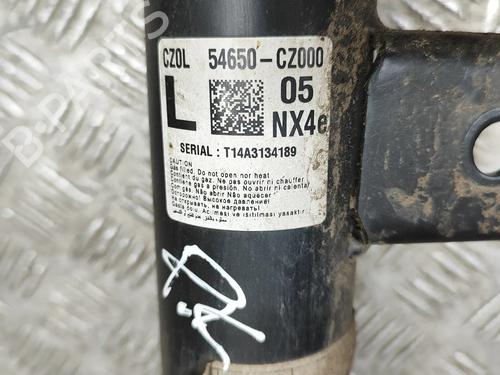 CZ0L 54650-CZ000
L 05
NX4e
SERIAL : T14A3134189
CAUTION
Gas filled. Do not open nor heat
Contient du gaz. Ne pas ouvrir ni chauffer
Contiene gas a presión. No abrir ni calentar
Com gás. Não Abrir Não Aquecer
Осторожно! Высокое давление!
Не открывать, не нагревать!
B-Parts